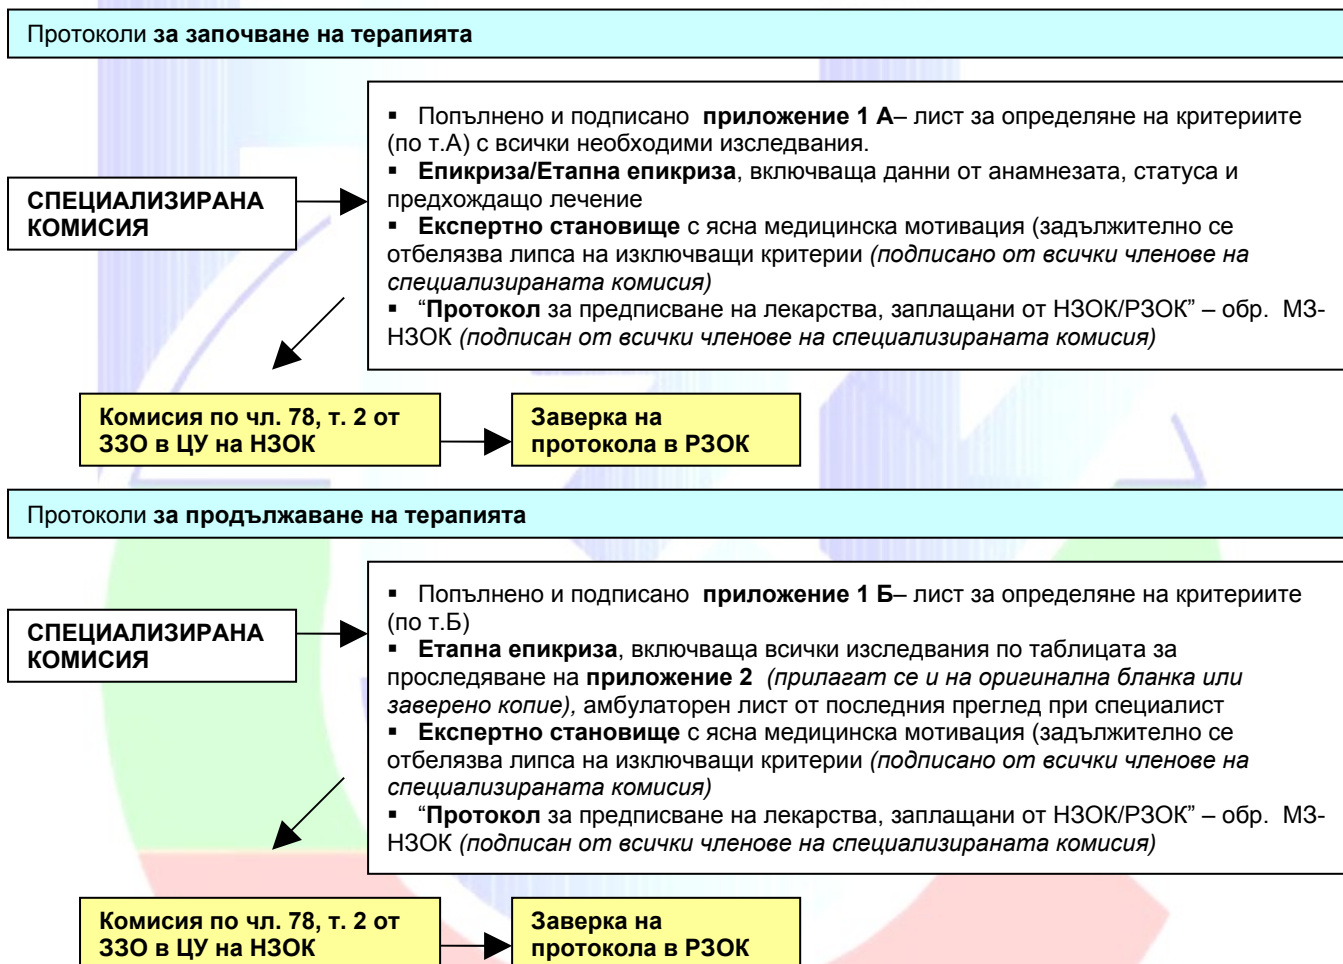 Протоколи за започване на терапията
СПЕЦИАЛИЗИРАНА
КОМИСИЯ
▪ Попълнено и подписано приложение 1 А– лист за определяне на критериите
(по т.А) с всички необходими изследвания.
▪ Епикриза/Етапна епикриза, включваща данни от анамнезата, статуса и
предхождащо лечение
▪ Експертно становище с ясна медицинска мотивация (задължително се
отбелязва липса на изключващи критерии (подписано от всички членове на
специализираната комисия)
▪ “Протокол за предписване на лекарства, заплащани от НЗОК/РЗОК” – обр. МЗ-
НЗОК (подписан от всички членове на специализираната комисия)
Комисия по чл. 78, т. 2 от
ЗЗО в ЦУ на НЗОК
Заверка на
протокола в РЗОК
Протоколи за продължаване на терапията
СПЕЦИАЛИЗИРАНА
КОМИСИЯ
▪ Попълнено и подписано приложение 1 Б– лист за определяне на критериите
(по т.Б)
▪ Етапна епикриза, включваща всички изследвания по таблицата за
проследяване на приложение 2 (прилагат се и на оригинална бланка или
заверено копие), амбулаторен лист от последния преглед при специалист
▪ Експертно становище с ясна медицинска мотивация (задължително се
отбелязва липса на изключващи критерии (подписано от всички членове на
специализираната комисия)
▪ “Протокол за предписване на лекарства, заплащани от НЗОК/РЗОК” – обр. МЗ-
НЗОК (подписан от всички членове на специализираната комисия)
Комисия по чл. 78, т. 2 от
ЗЗО в ЦУ на НЗОК
Заверка на
протокола в РЗОК